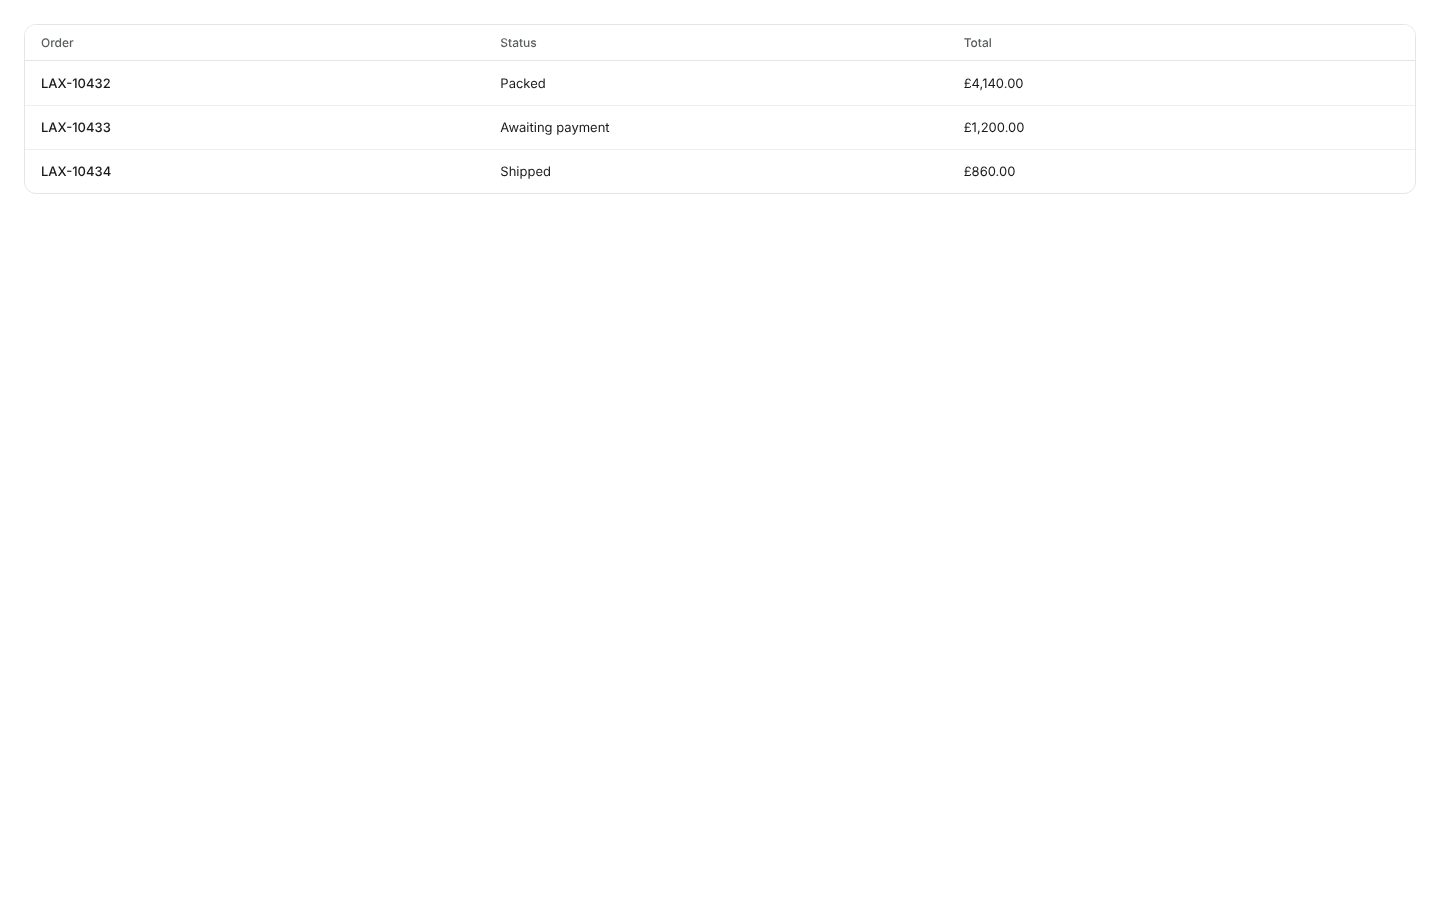 Order Status Total
LAX-10432 Packed £4,140.00
LAX-10433 Awaiting payment £1,200.00
LAX-10434 Shipped £860.00